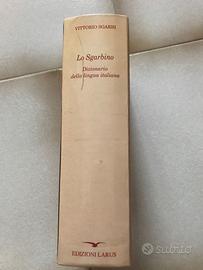 VITTORIO SGARBI
Lo Sgarbino
Dizionario
della lingua italiana
EDIZIONI LARUS
subito